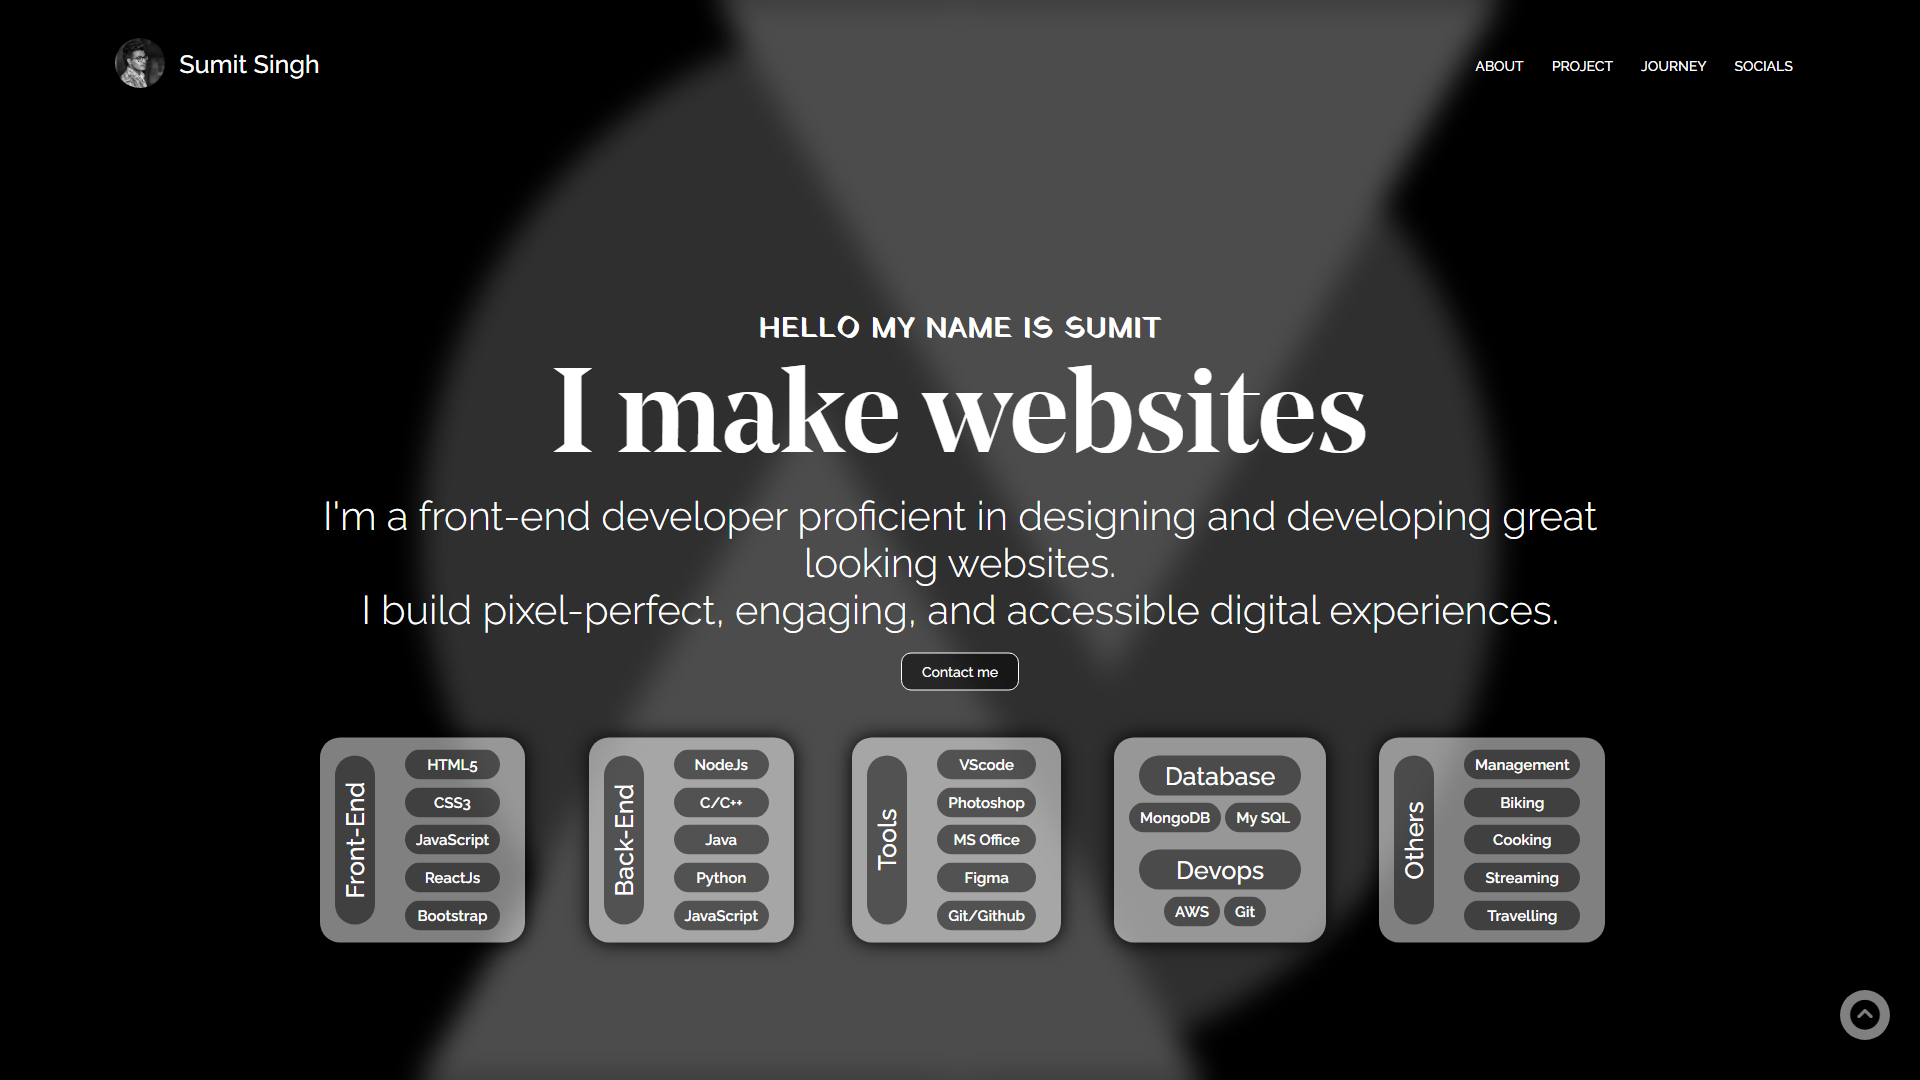 Sumit Singh
ABOUT PROJECT JOURNEY SOCIALS
HELLO MY NAME IS SUMIT
I make websites
I'm a front-end developer proficient in designing and developing great
looking websites.
I build pixel-perfect, engaging, and accessible digital experiences.
Contact me
Front-End
HTML5
CSS3
JavaScript
ReactJs
Bootstrap
Back-End
NodeJs
C/C++
Java
Python
JavaScript
Tools
VScode
Photoshop
MS Office
Figma
Git/Github
Database
MongoDB My SQL
Devops
AWS Git
Others
Management
Biking
Cooking
Streaming
Travelling